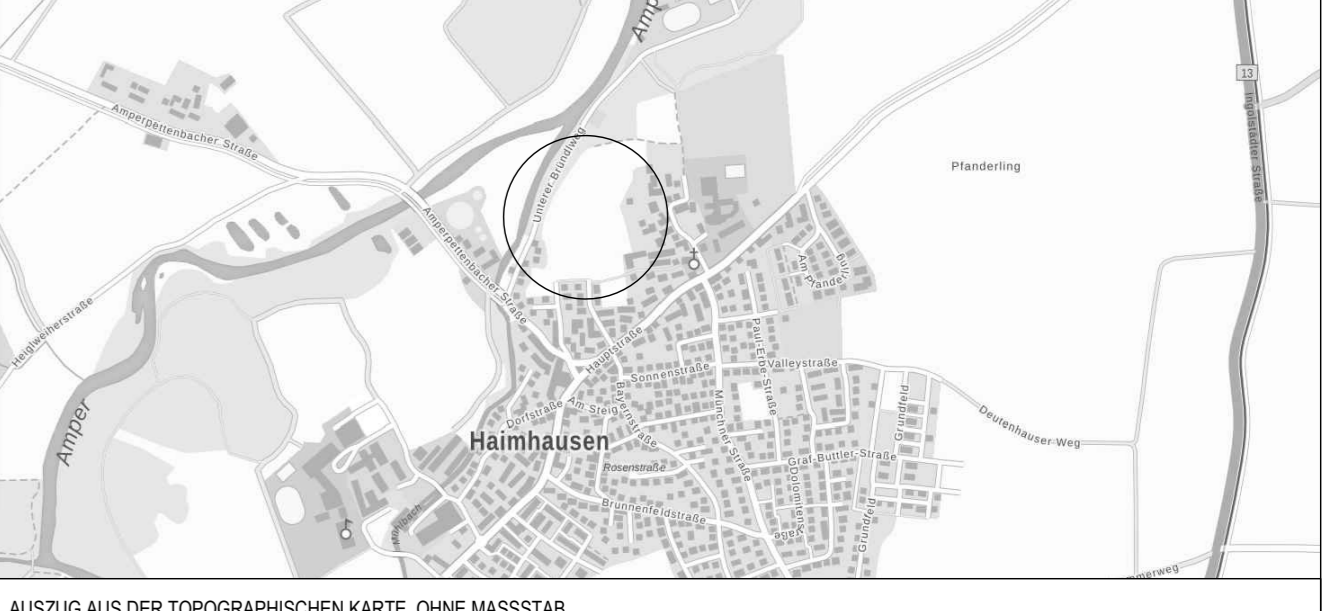 Amper
13
Ingolstädter Straße
Amperpettenbacher Straße
Unterer Bründlweg
Pfanderling
Amperpettenbacher Straße
Am Pfanderling
Heiglweiherstraße
Hauptstraße
Paul-Erbe-Straße
Sonnenstraße
Valleystraße
Bayernstraße
Münchner Straße
Dorfstraße
Am Steig
Grundfeld
Deutenhauser Weg
Amper
Haimhausen
Graf-Buttler-Straße
Rosenstraße
Dolomitenstraße
Brunnenfeldstraße
Mühlbach
Grundfeld
AUSZUG AUS DER TOPOGRAPHISCHEN KARTE, OHNE MASSSTAB